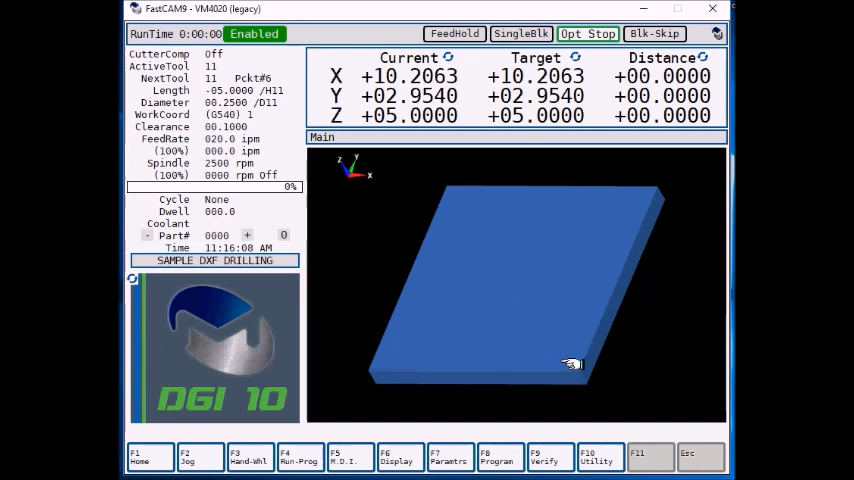 FastCAM9 - VM4020 (legacy)
RunTime 0:00:00 Enabled FeedHold SingleBlk Opt Stop Blk-Skip
CutterComp Off
ActiveTool 11
NextTool 11 Pckt#6
Length -05.0000 /H11
Diameter 00.2500 /D11
WorkCoord (G540) 1
Clearance 00.1000
FeedRate 020.0 ipm
(100%) 000.0 ipm
Spindle 2500 rpm
(100%) 0000 rpm Off
0%
Cycle None
Dwell 000.0
Coolant
- Part# 0000 + 0
Time 11:16:08 AM
SAMPLE DXF DRILLING
DGI 10
Current Target Distance
X +10.2063 +10.2063 +00.0000
Y +02.9540 +02.9540 +00.0000
Z +05.0000 +05.0000 +00.0000
Main
Z Y X
F1 Home
F2 Jog
F3 Hand-Whl
F4 Run-Prog
F5 M.D.I.
F6 Display
F7 Paramtrs
F8 Program
F9 Verify
F10 Utility
F11
Esc